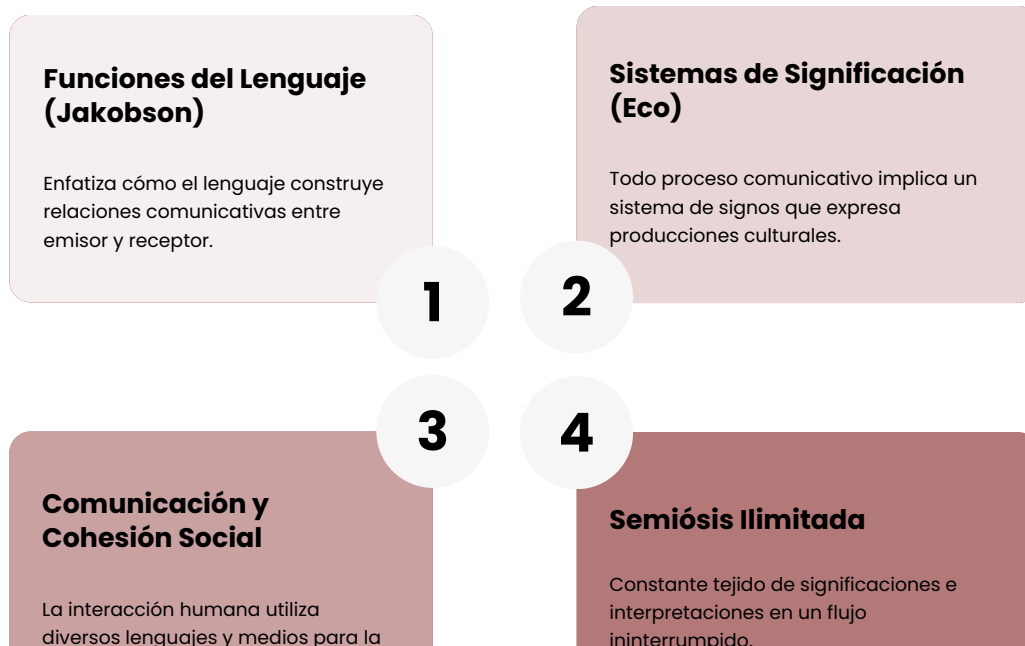 Funciones del Lenguaje
(Jakobson)
Enfatiza cómo el lenguaje construye
relaciones comunicativas entre
emisor y receptor.
1
Sistemas de Significación
(Eco)
Todo proceso comunicativo implica un
sistema de signos que expresa
producciones culturales.
2
3
Comunicación y
Cohesión Social
La interacción humana utiliza
diversos lenguajes y medios para la
4
Semiósis Ilimitada
Constante tejido de significaciones e
interpretaciones en un flujo
ininterrumpido.